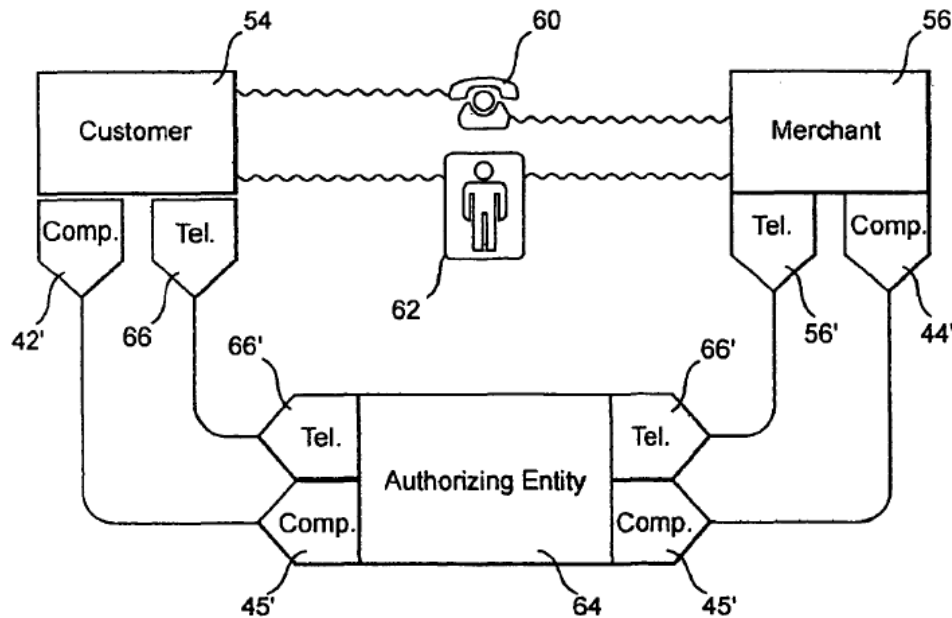 54
60
56
Customer
Merchant
Comp.
Tel.
Tel.
Comp.
42'
66
62
56'
44'
66'
66'
Tel.
Authorizing Entity
Tel.
Comp.
Comp.
45'
64
45'